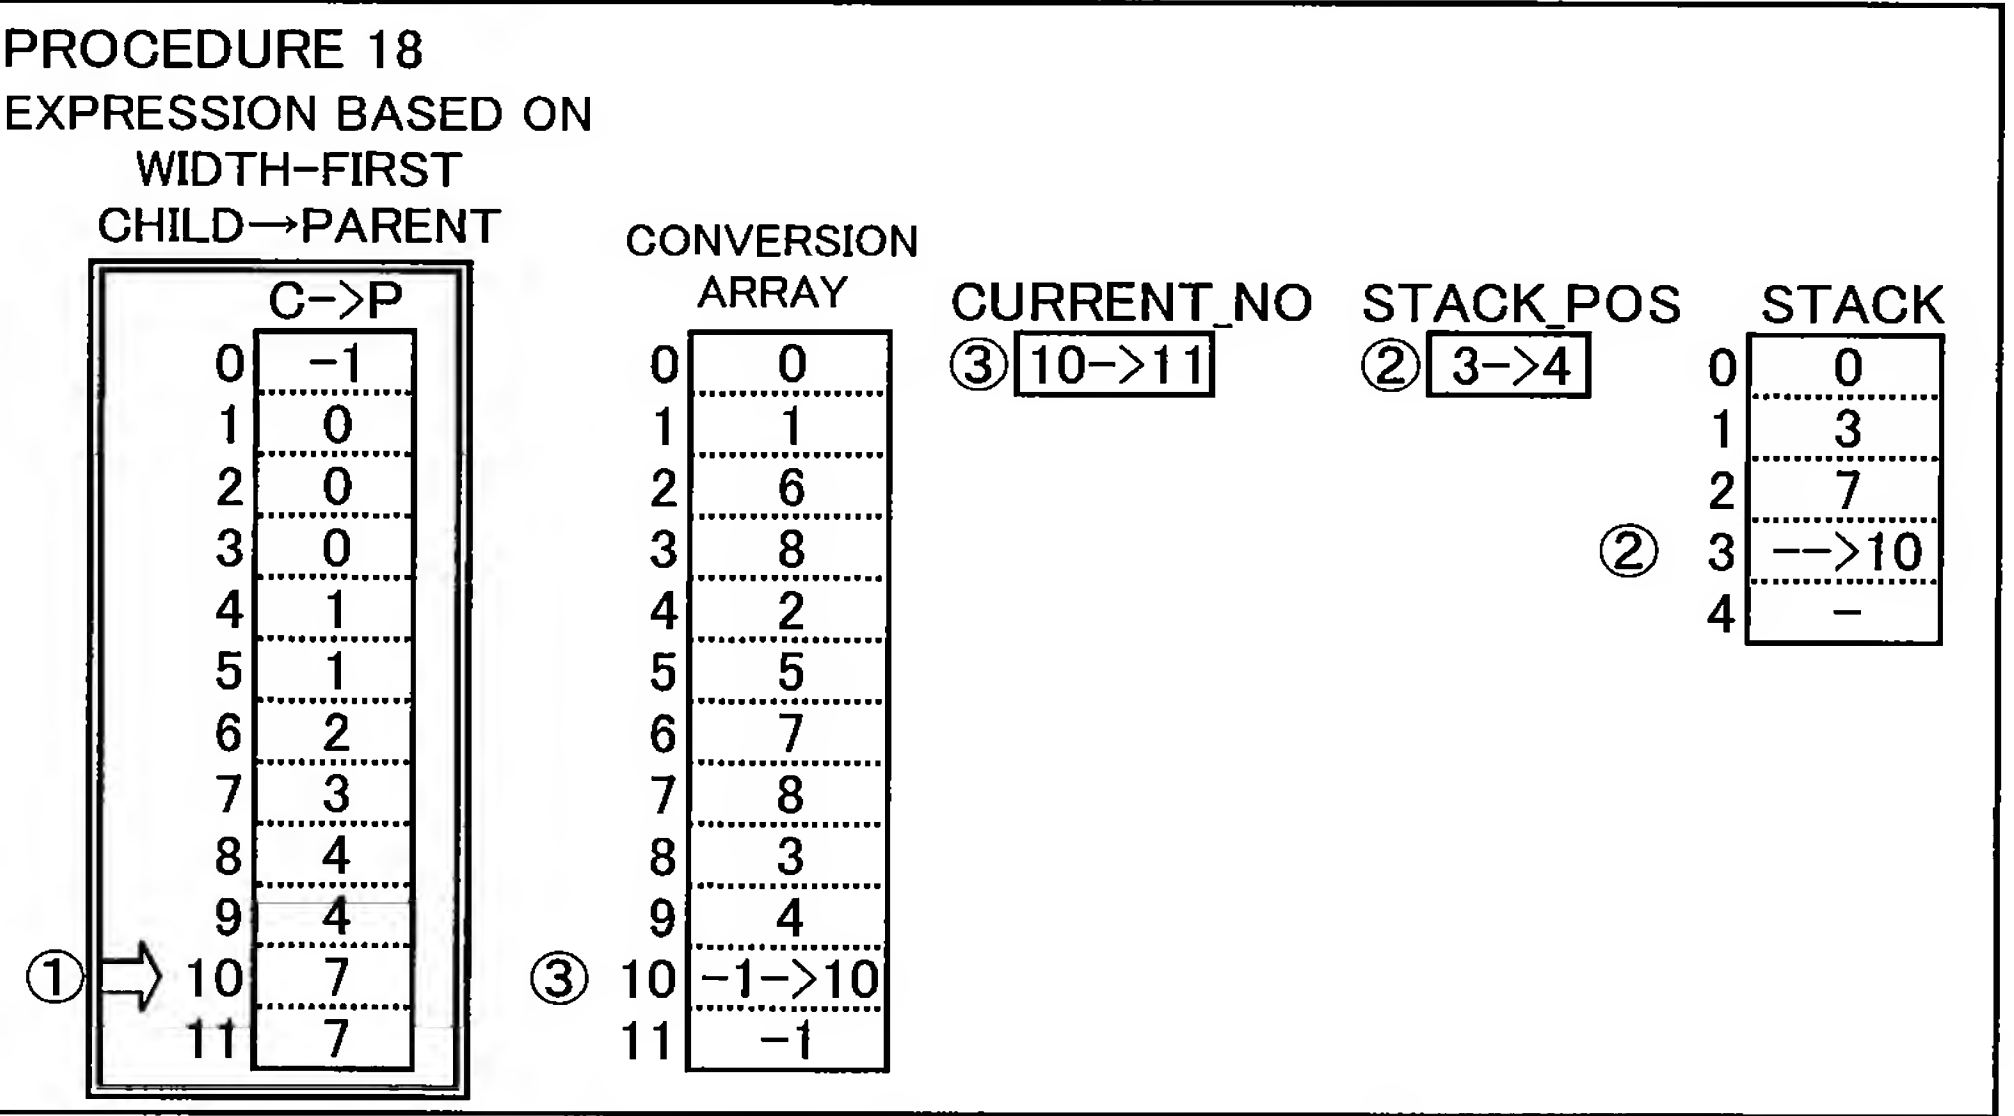 PROCEDURE 18
EXPRESSION BASED ON
WIDTH-FIRST
CHILD→PARENT
C->P
0 -1
1 0
2 0
3 0
4 1
5 1
6 2
7 3
8 4
9 4
① 10 7
11 7
CONVERSION
ARRAY
0 0
1 1
2 6
3 8
4 2
5 5
6 7
7 8
8 3
9 4
③ 10 -1->10
11 -1
CURRENT_NO
③ 10->11
STACK_POS
② 3->4
STACK
0 0
1 3
2 7
② 3 -->10
4 -